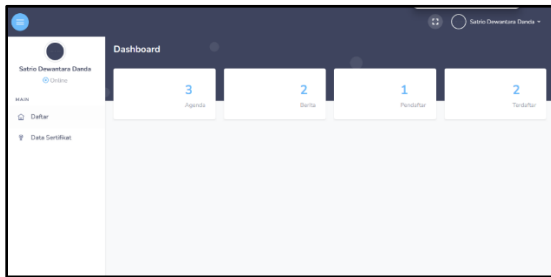 Satrio Dewantara Danda
Dashboard
Satrio Dewantara Danda
Online
MAIN
Daftar
Data Sertifikat
3
Agenda
2
Berita
1
Pendaftar
2
Terdaftar